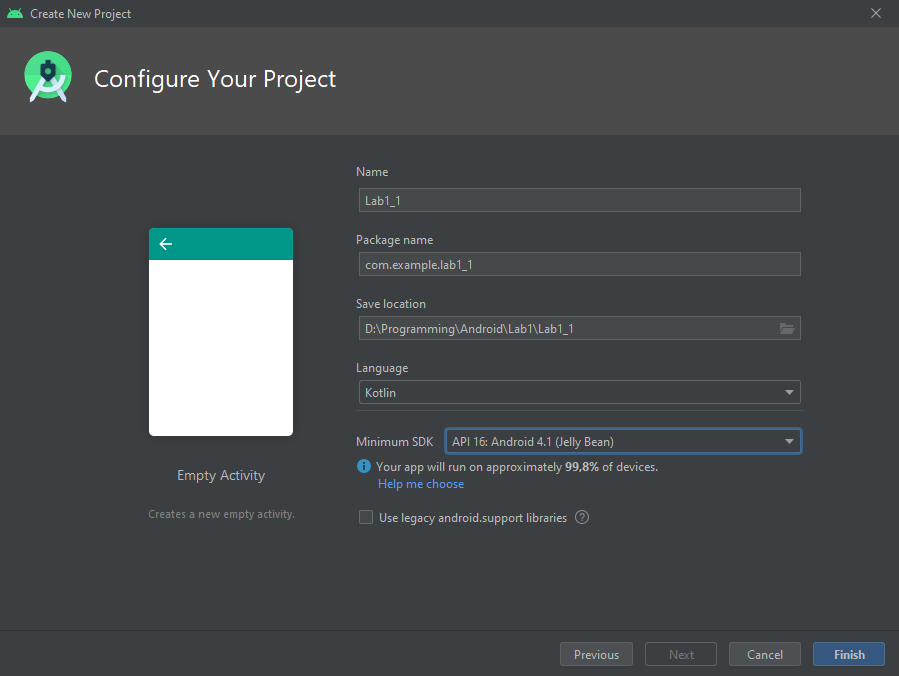 Create New Project
Configure Your Project
Name
Lab1_1
Package name
com.example.lab1_1
Save location
D:\Programming\Android\Lab1\Lab1_1
Language
Kotlin
Minimum SDK
API 16: Android 4.1 (Jelly Bean)
Your app will run on approximately 99,8% of devices.
Help me choose
Use legacy android.support libraries
Empty Activity
Creates a new empty activity.
Previous
Next
Cancel
Finish